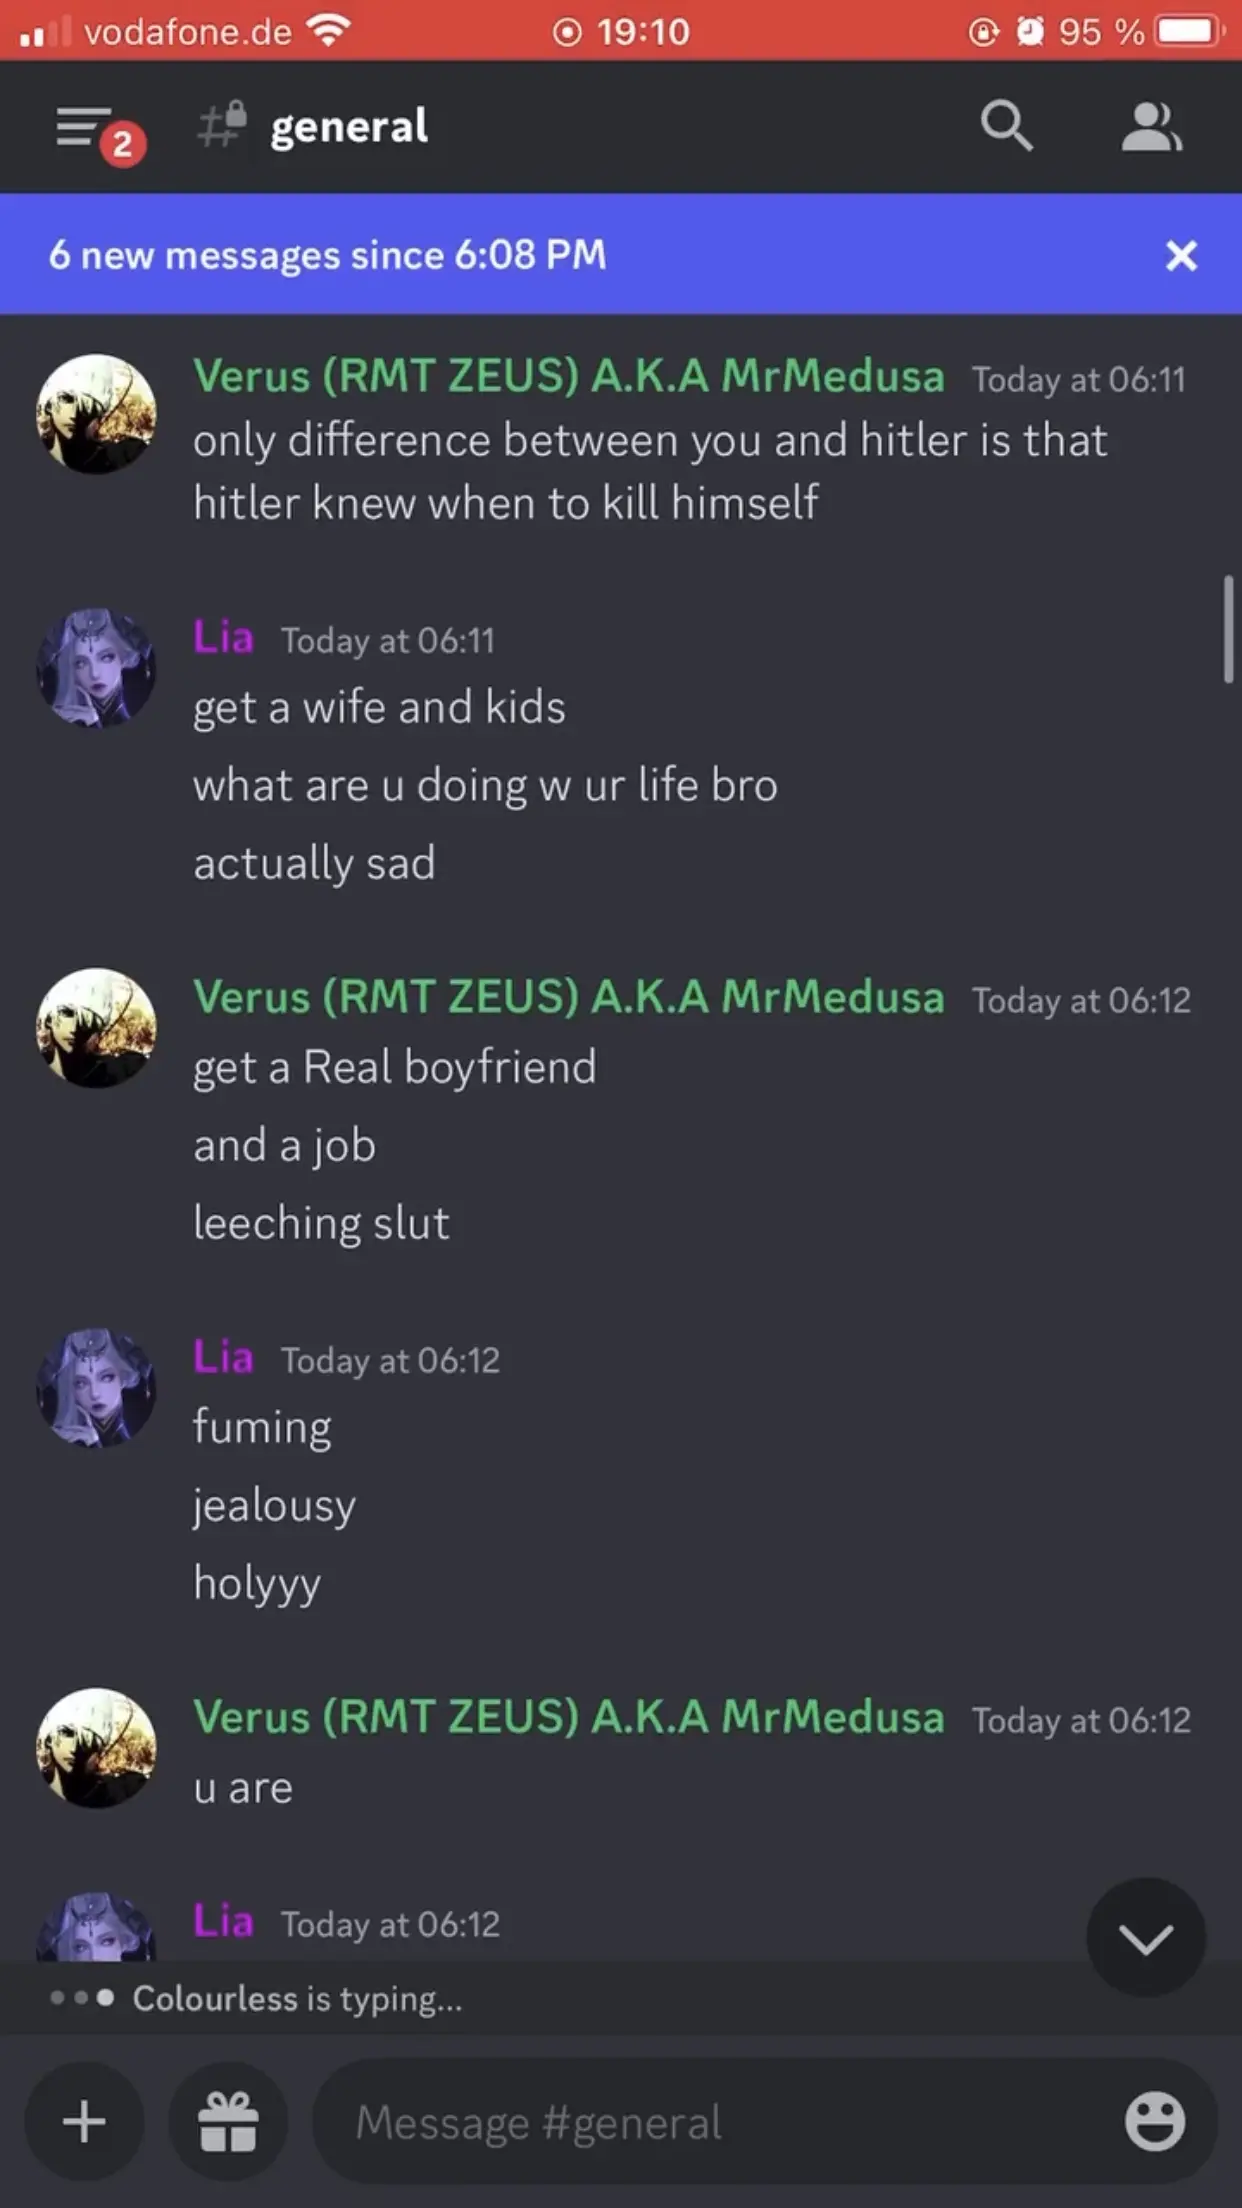 vodafone.de 19:10 95 %
2 general
6 new messages since 6:08 PM
Verus (RMT ZEUS) A.K.A MrMedusa Today at 06:11
only difference between you and hitler is that
hitler knew when to kill himself
Lia Today at 06:11
get a wife and kids
what are u doing w ur life bro
actually sad
Verus (RMT ZEUS) A.K.A MrMedusa Today at 06:12
get a Real boyfriend
and a job
leeching slut
Lia Today at 06:12
fuming
jealousy
holyyy
Verus (RMT ZEUS) A.K.A MrMedusa Today at 06:12
u are
Lia Today at 06:12
Colourless is typing...
Message #general